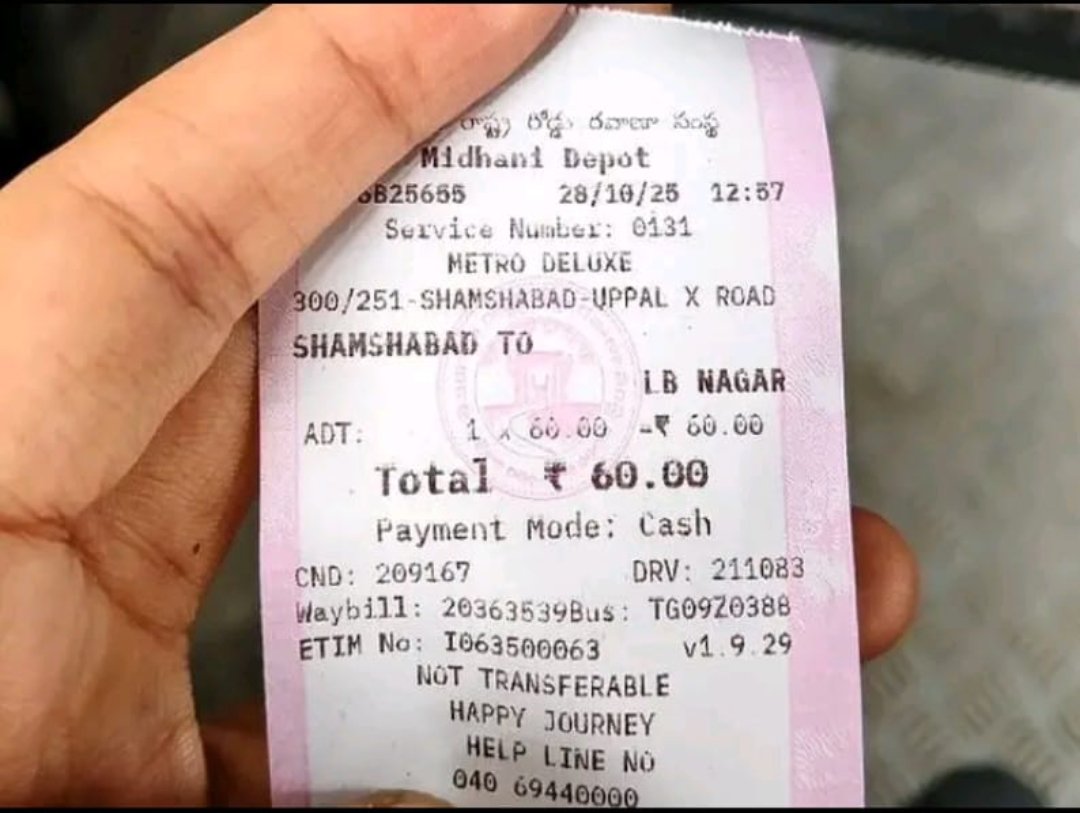 రాష్ట్ర రోడ్డు రవాణా సంస్థ
Midhani Depot
B25655 28/10/25 12:57
Service Number: 0131
METRO DELUXE
300/251-SHAMSHABAD-UPPAL X ROAD
SHAMSHABAD TO
LB NAGAR
ADT: 1 x 60.00 -₹ 60.00
Total ₹ 60.00
Payment Mode: Cash
CND: 209167 DRV: 211083
Waybill: 20363539Bus: TG09Z0388
ETIM No: I063500063 v1.9.29
NOT TRANSFERABLE
HAPPY JOURNEY
HELP LINE NO
040 69440000